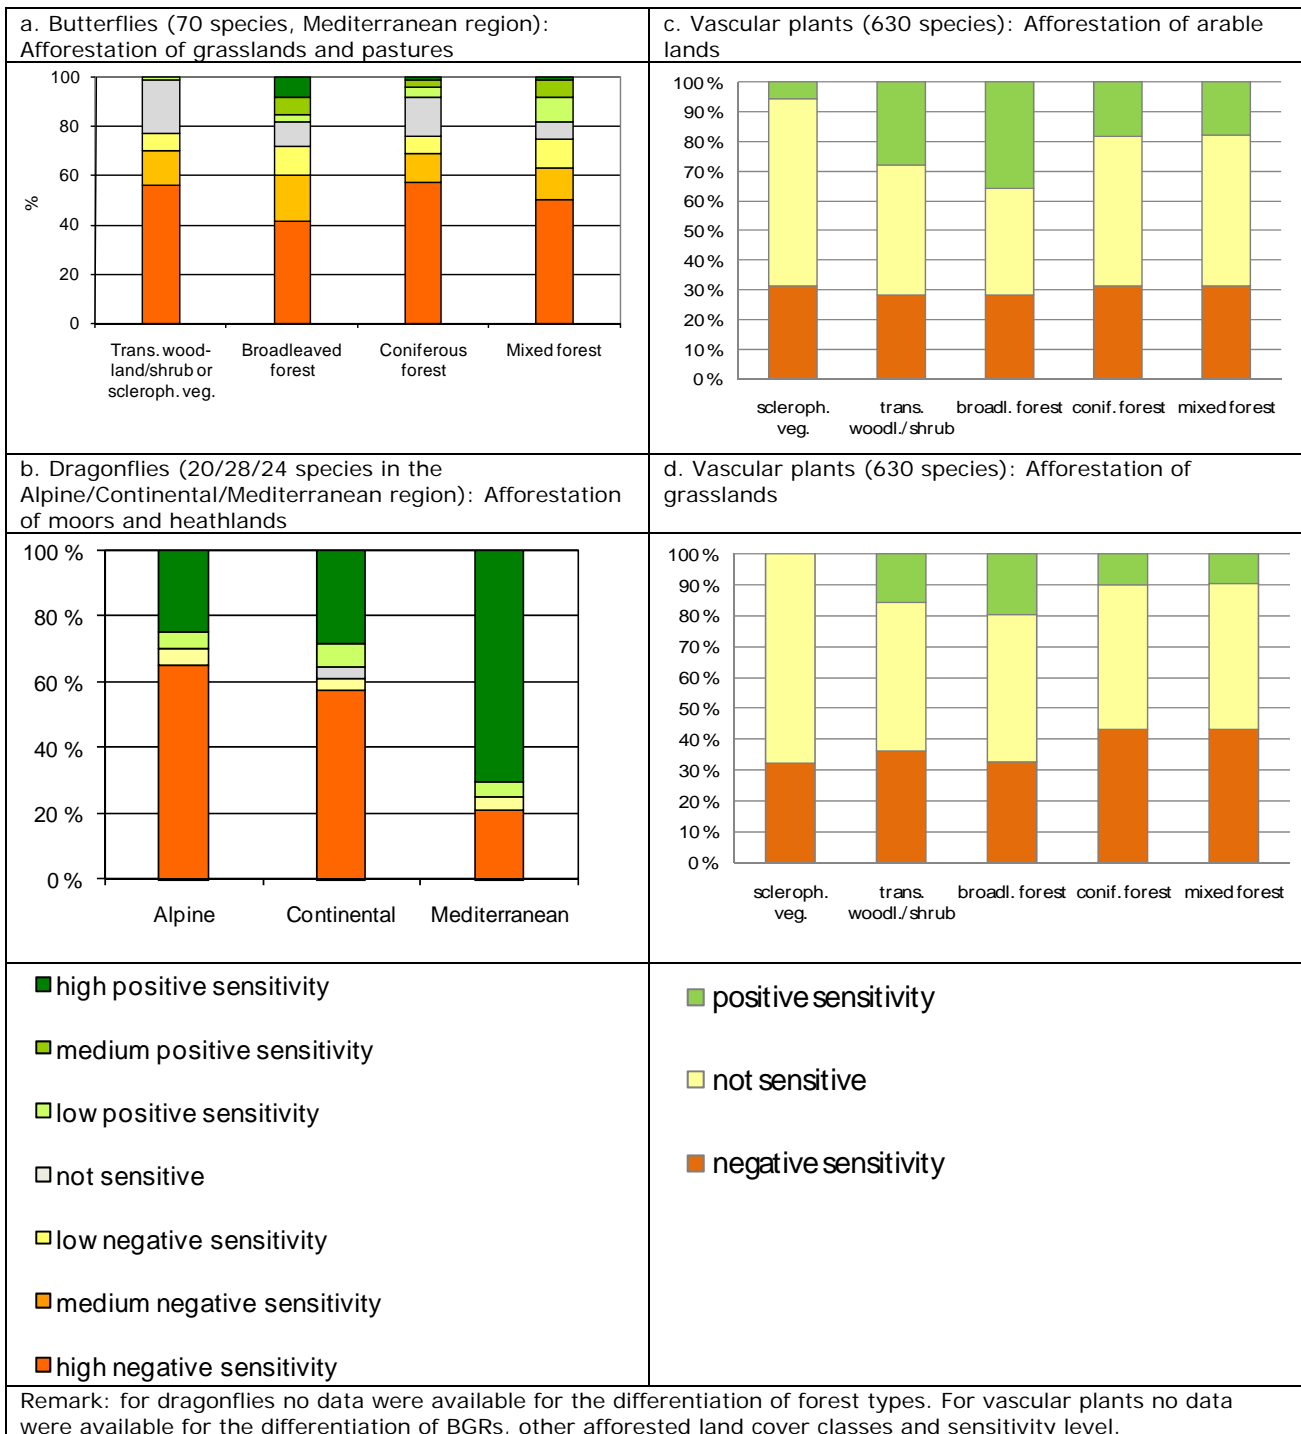 a. Butterflies (70 species, Mediterranean region):
Afforestation of grasslands and pastures
100
80
60
40
20
0
%
Trans. wood-
land/shrub or
scleroph. veg.
Broadleaved
forest
Coniferous
forest
Mixed forest
c. Vascular plants (630 species): Afforestation of arable
lands
100 %
90 %
80 %
70 %
60 %
50 %
40 %
30 %
20 %
10 %
0 %
scleroph.
veg.
trans.
woodl./shrub
broadl. forest
conif. forest
mixed forest
b. Dragonflies (20/28/24 species in the
Alpine/Continental/Mediterranean region): Afforestation
of moors and heathlands
100 %
80 %
60 %
40 %
20 %
0 %
Alpine
Continental
Mediterranean
d. Vascular plants (630 species): Afforestation of
grasslands
100 %
90 %
80 %
70 %
60 %
50 %
40 %
30 %
20 %
10 %
0 %
scleroph.
veg.
trans.
woodl./shrub
broadl. forest
conif. forest
mixed forest
high positive sensitivity
medium positive sensitivity
low positive sensitivity
not sensitive
low negative sensitivity
medium negative sensitivity
high negative sensitivity
positive sensitivity
not sensitive
negative sensitivity
Remark: for dragonflies no data were available for the differentiation of forest types. For vascular plants no data
were available for the differentiation of BGRs, other afforested land cover classes and sensitivity level.